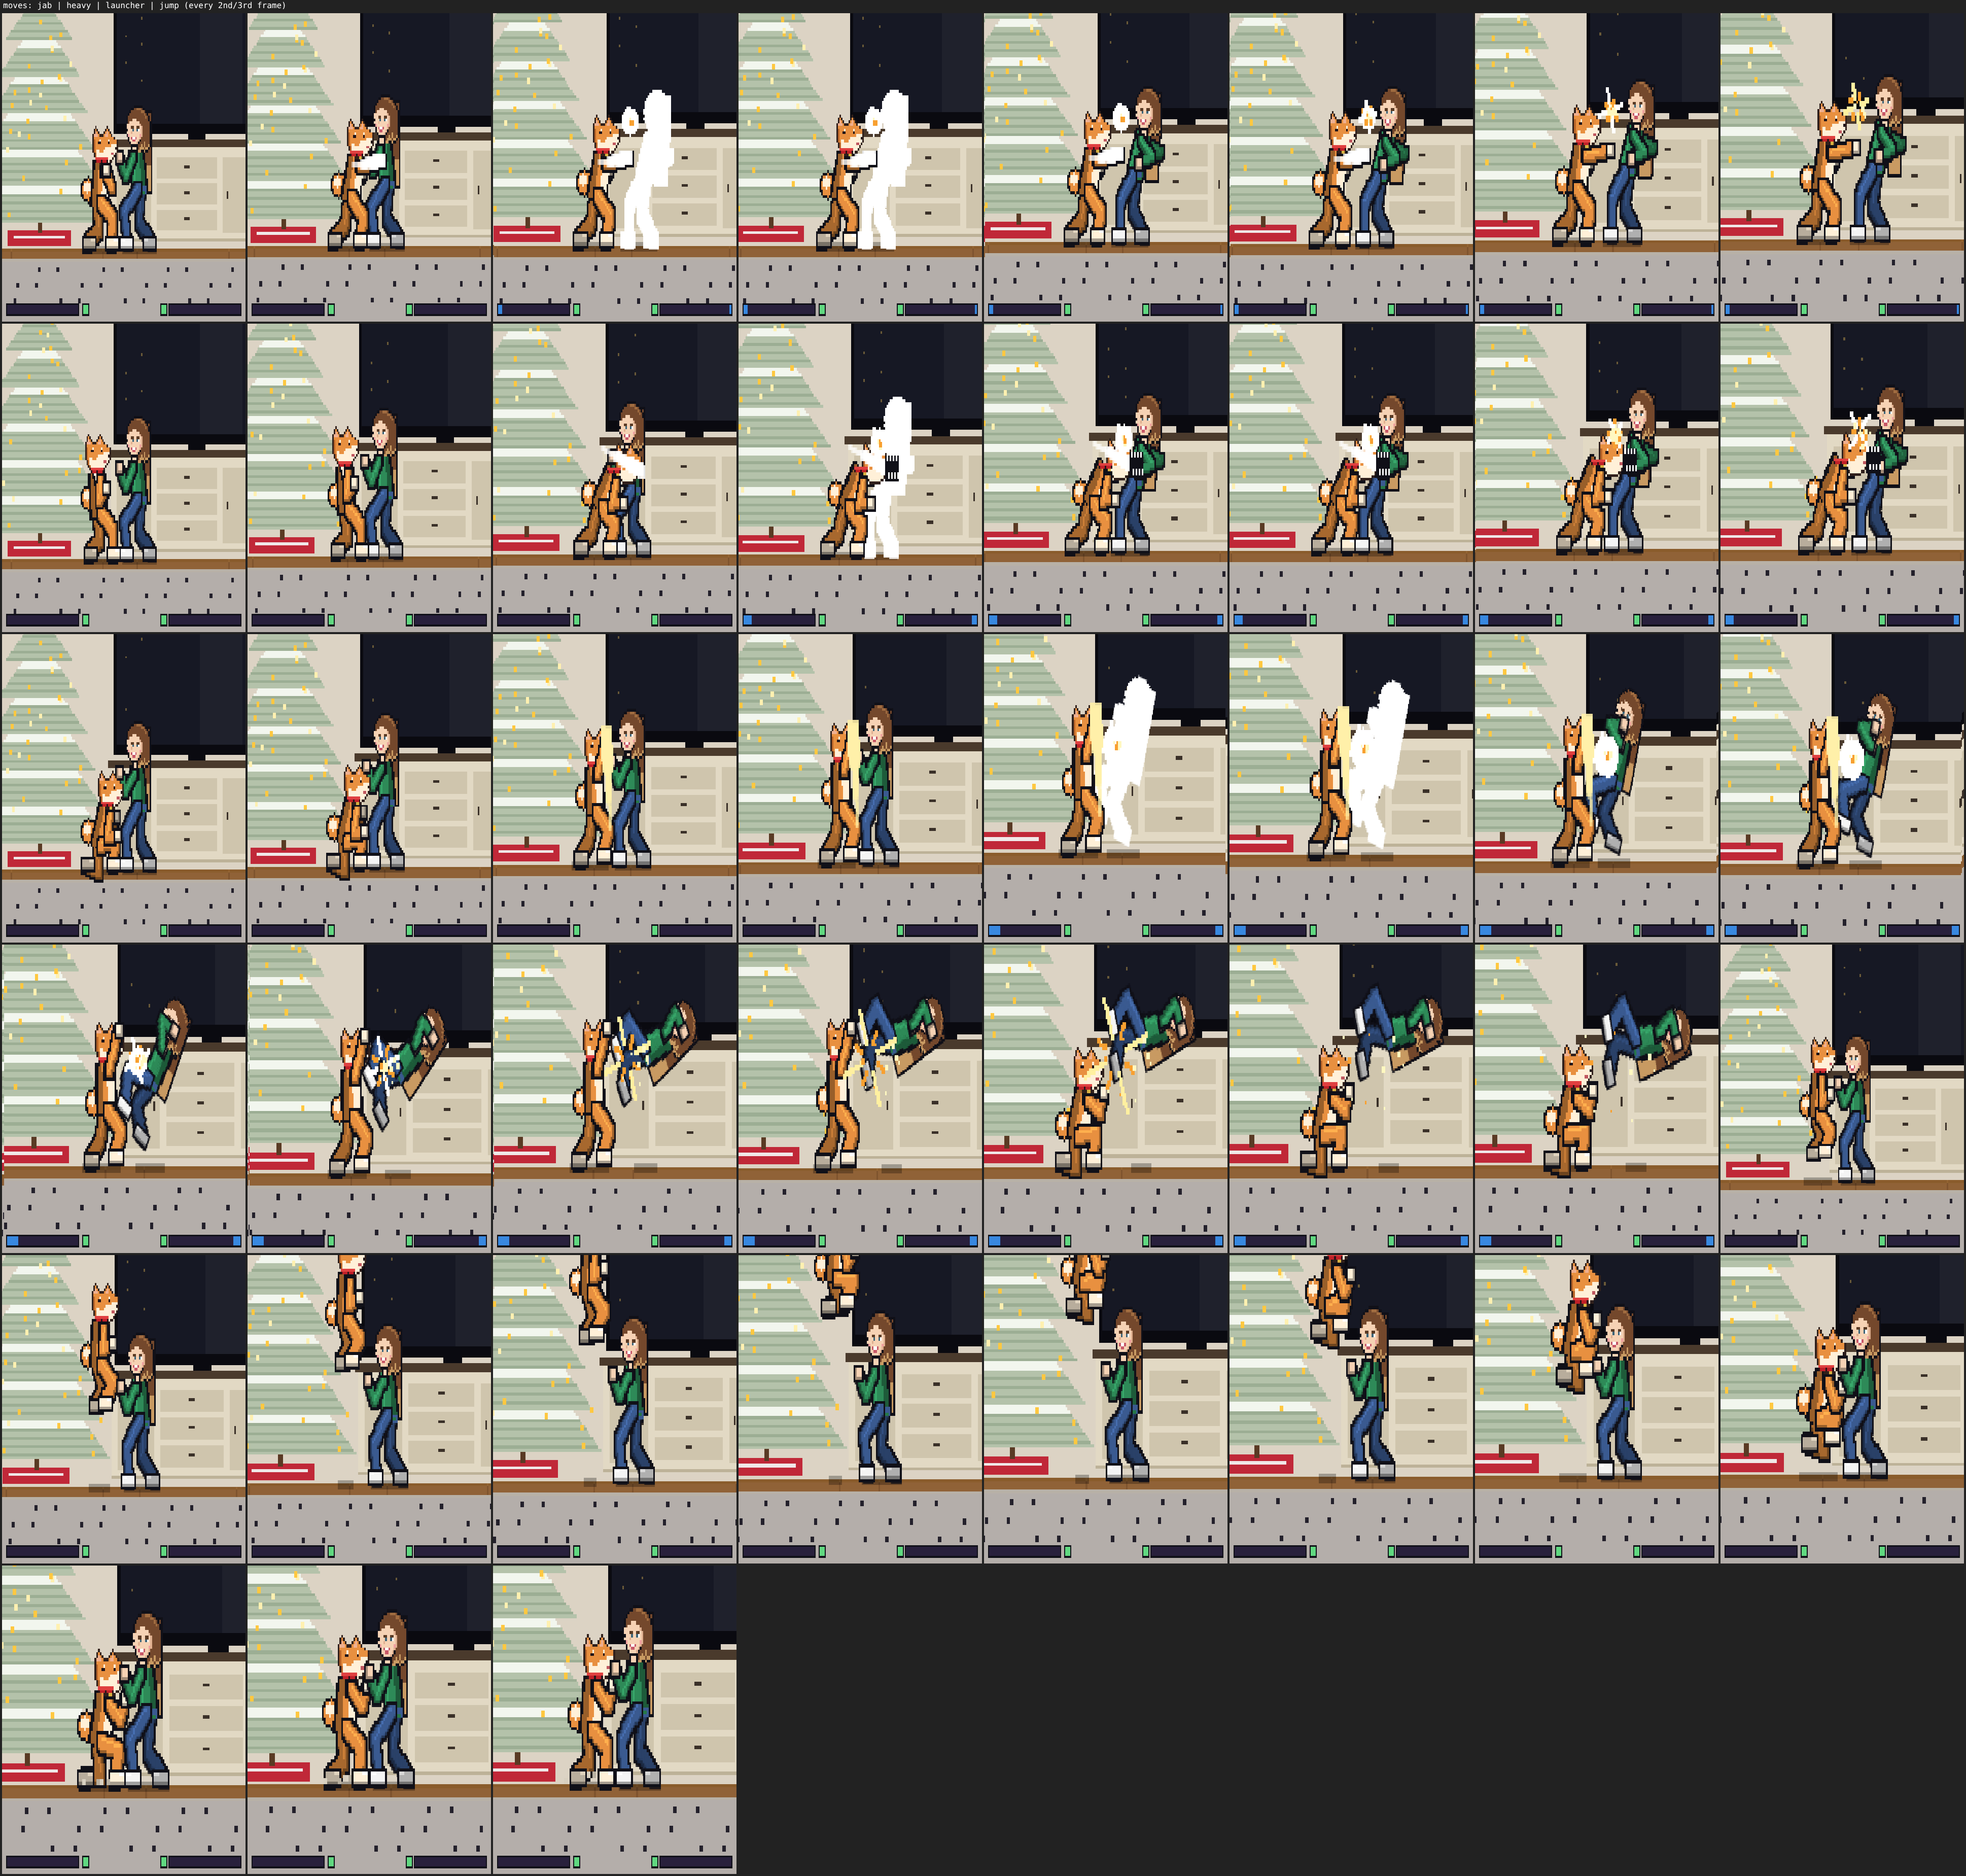 moves: jab | heavy | launcher | jump (every 2nd/3rd frame)